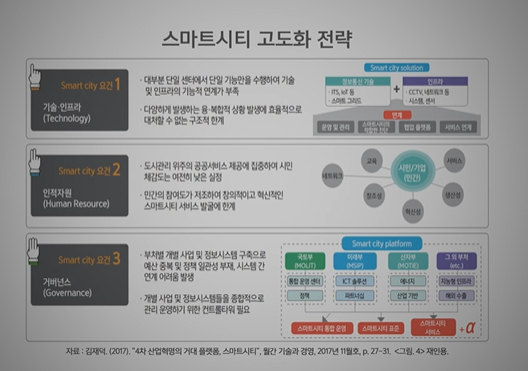 스마트시티 고도화 전략
Smart city 요건 1
기술·인프라
(Technology)
· 대부분 단일 센터에서 단일 기능만을 수행하여 기술
및 인프라의 기능적 연계가 부족
· 다양하게 발생하는 융·복합적 상황 발생에 효율적으로
대처할 수 없는 구조적 한계
Smart city solution
정보통신 기술
· ITS, IoT 등
· 스마트 그리드
+
인프라
· CCTV, 네트워크 등
· 시스템, 센서
연계
운영 및 관리
협업 플랫폼
서비스 연계
Smart city 요건 2
인적자원
(Human Resource)
· 도시관리 위주의 공공서비스 제공에 집중하여 시민
체감도는 여전히 낮은 실정
· 민간의 참여도가 저조하여 창의적이고 혁신적인
스마트시티 서비스 발굴에 한계
네트워크
교육
시민/기업
(민간)
서비스
창조성
생산성
혁신성
Smart city 요건 3
거버넌스
(Governance)
· 부처별 개별 사업 및 정보시스템 구축으로
예산 중복 및 정책 일관성 부재, 시스템 간
연계 어려움 발생
· 개별 사업 및 정보시스템들을 종합적으로
관리 운영하기 위한 컨트롤타워 필요
Smart city platform
국토부
(MOLIT)
미래부
(MSIP)
산자부
(MOTIE)
그 외 부처
(etc.)
통합 운영 센터
ICT 솔루션
에너지
지능형 인프라
정책
파트너십
산업 기반
해외 수출
스마트시티 통합 운영
스마트시티 표준
스마트시티
서비스
+α
자료 : 김재덕. (2017). "4차 산업혁명의 거대 플랫폼, 스마트시티", 월간 기술과 경영, 2017년 11월호, p. 27-31. <그림. 4> 재인용.